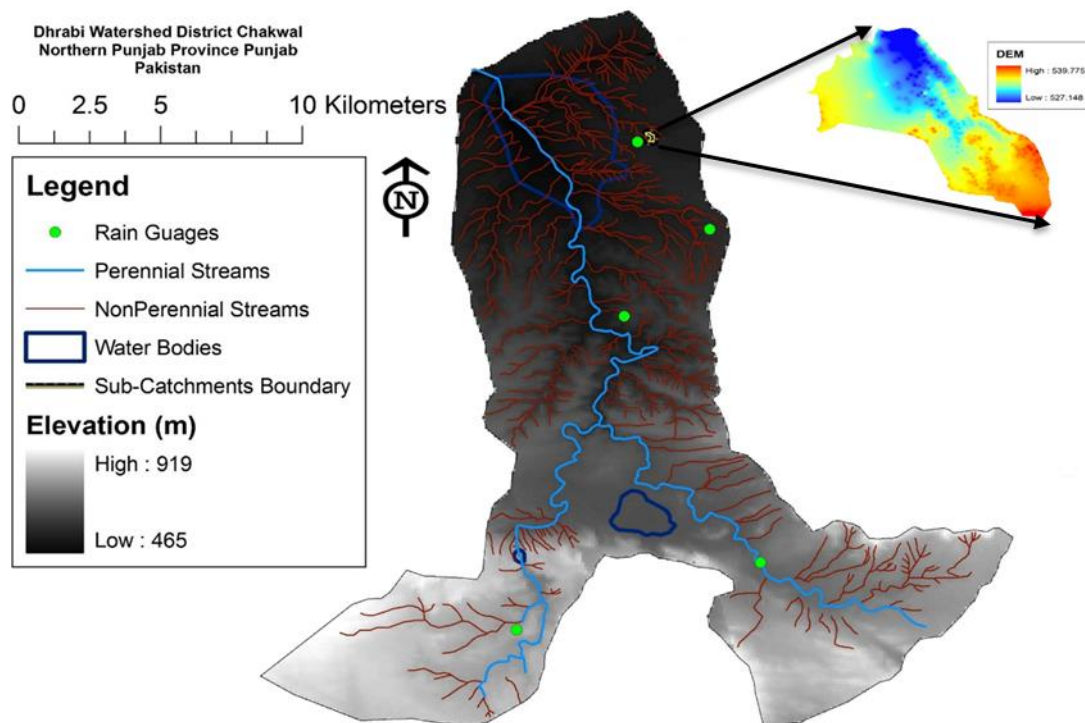 Dhrabi Watershed District Chakwal
Northern Punjab Province Punjab
Pakistan
0 2.5 5 10 Kilometers
N
Legend
Rain Guages
Perennial Streams
NonPerennial Streams
Water Bodies
Sub-Catchments Boundary
Elevation (m)
High : 919
Low : 465
DEM
High : 539.775
Low : 527.148